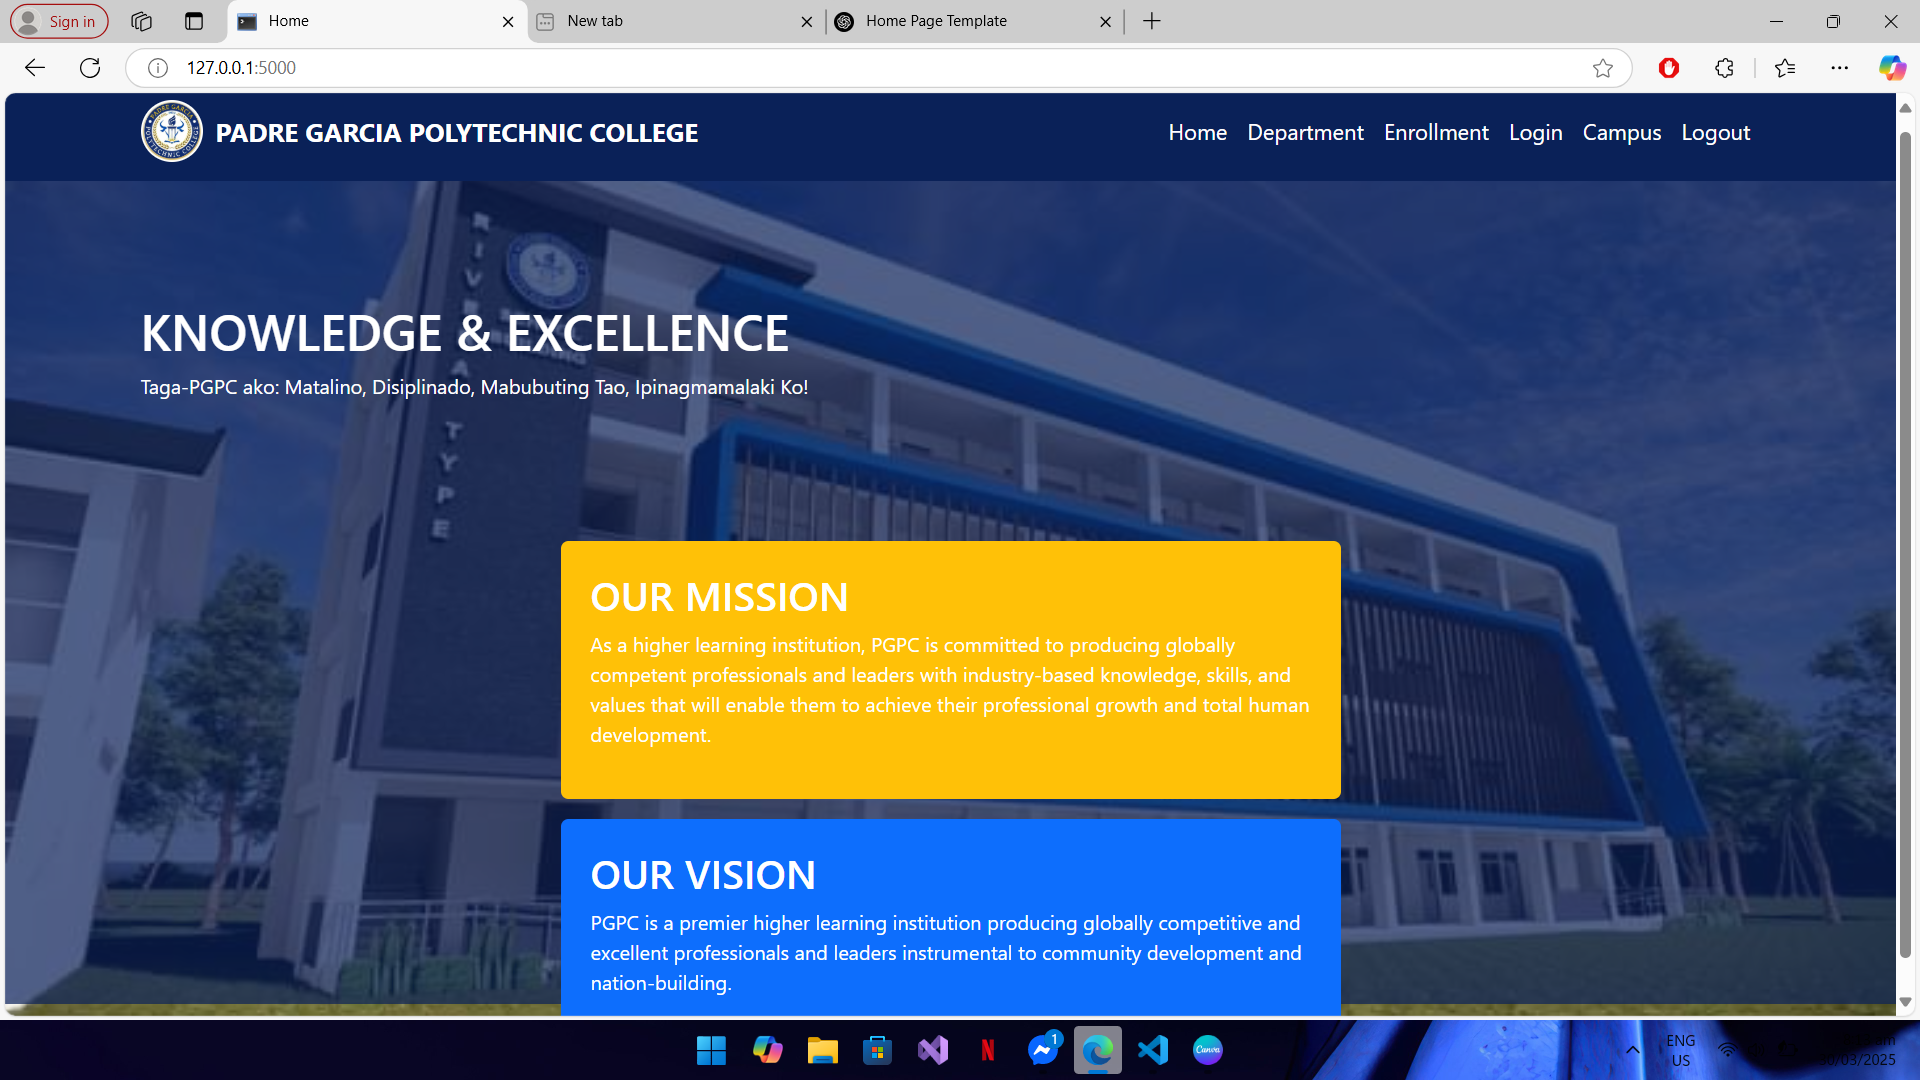 Sign in
Home
New tab
Home Page Template
127.0.0.1:5000
PADRE GARCIA POLYTECHNIC COLLEGE
Home Department Enrollment Login Campus Logout
KNOWLEDGE & EXCELLENCE
Taga-PGPC ako: Matalino, Disiplinado, Mabubuting Tao, Ipinagmamalaki Ko!
TYPE
OUR MISSION
As a higher learning institution, PGPC is committed to producing globally
competent professionals and leaders with industry-based knowledge, skills, and
values that will enable them to achieve their professional growth and total human
development.
OUR VISION
PGPC is a premier higher learning institution producing globally competitive and
excellent professionals and leaders instrumental to community development and
nation-building.
1
Canva
ENG
US